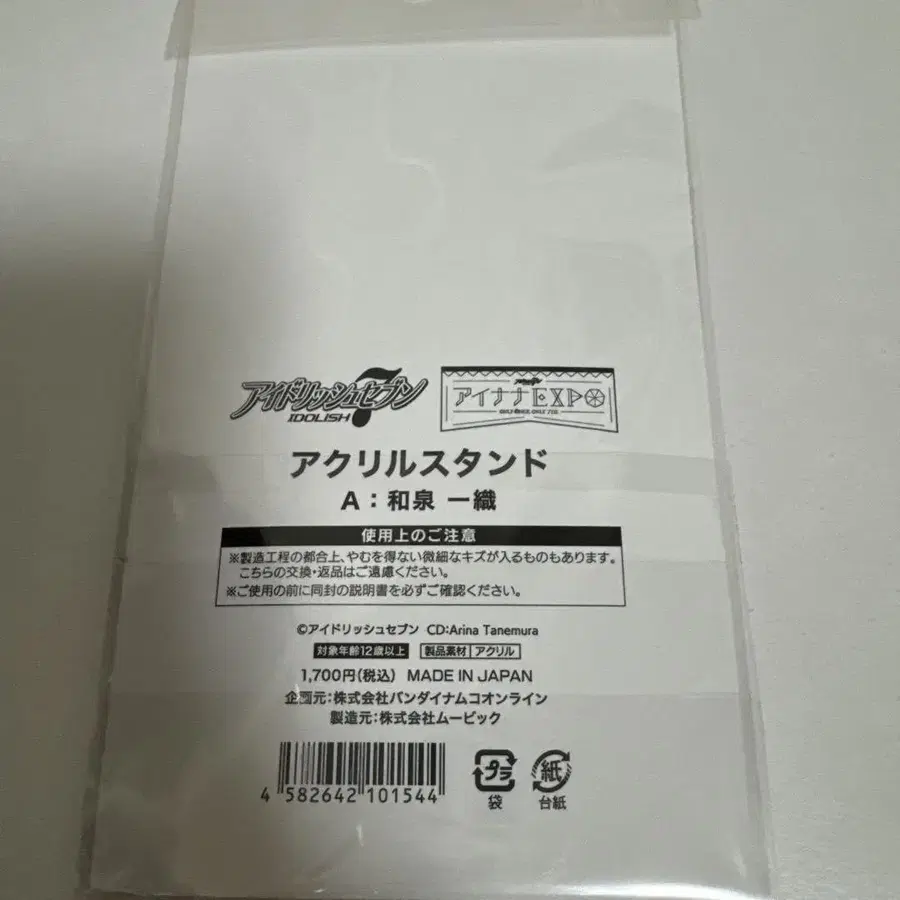 アイドリッシュセブン
7
IDOLiSH
アイナナEXPO
アクリルスタンド
A：和泉 一織
使用上のご注意
※製造工程の都合上、やむを得ない微細なキズが入るものもあります。
こちらの交換・返品はご遠慮ください。
※ご使用の前に同封の説明書を必ずご確認ください。
©アイドリッシュセブン CD:Arina Tanemura
対象年齢12歳以上 製品素材 アクリル
1,700円(税込) MADE IN JAPAN
企画元：株式会社バンダイナムコオンライン
製造元：株式会社ムービック
4 582642 101544
プラ
袋
紙
台紙